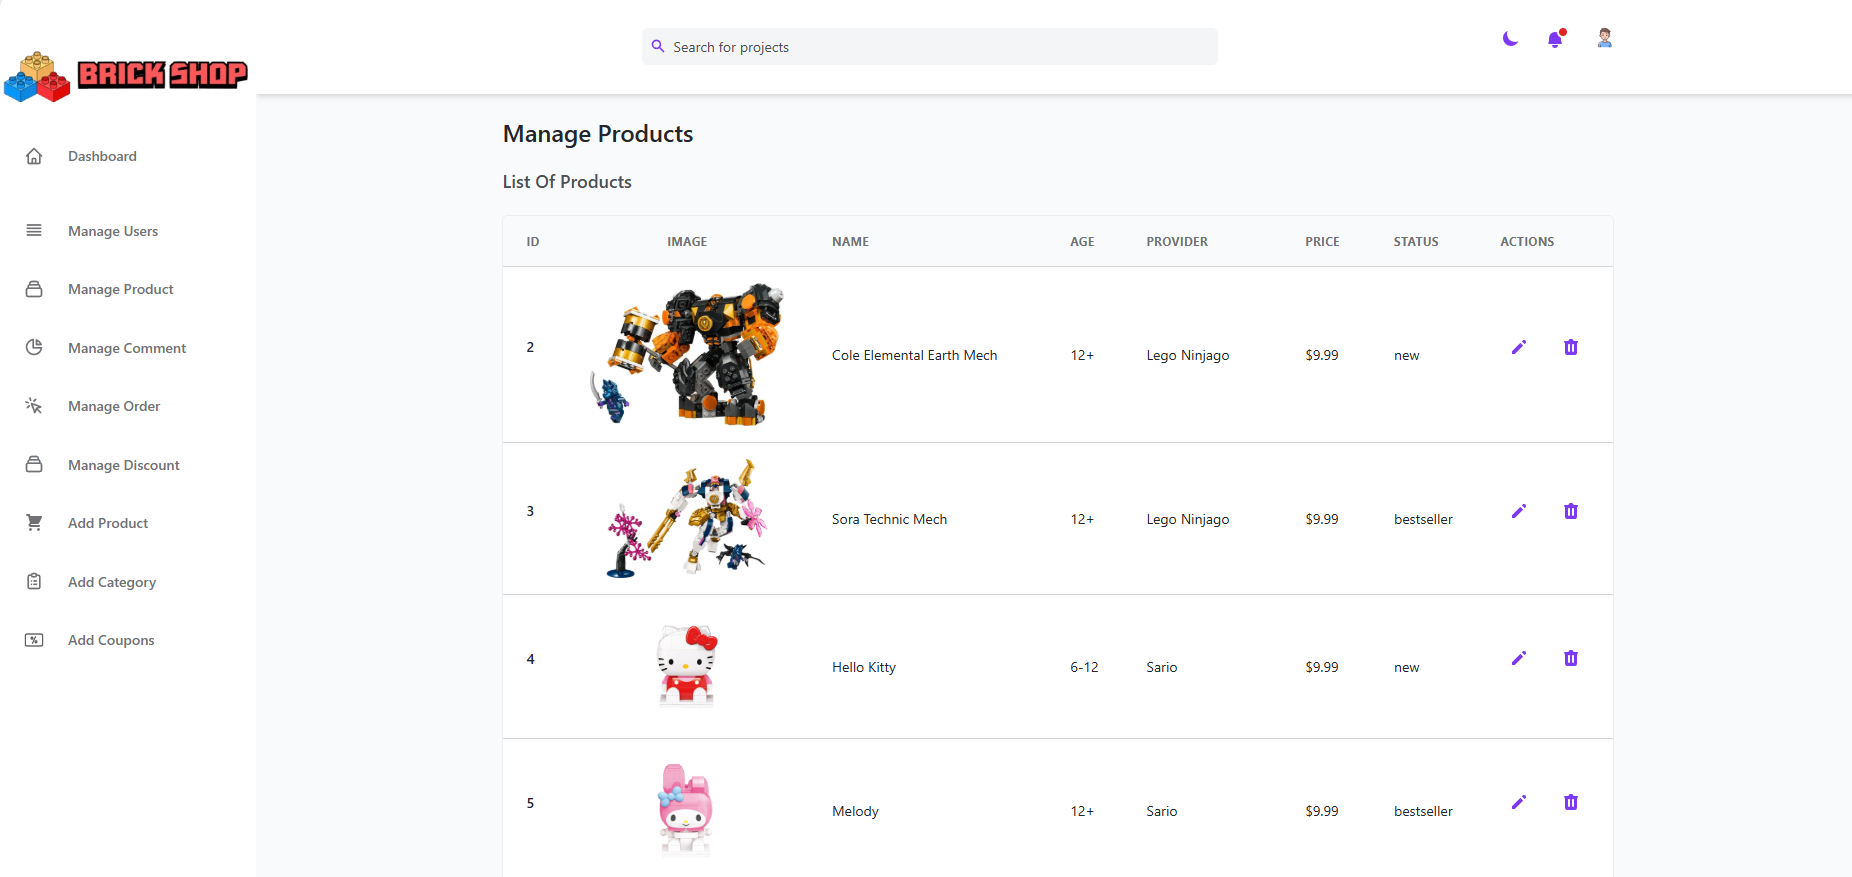 BRICK SHOP
Search for projects
Dashboard
Manage Users
Manage Product
Manage Comment
Manage Order
Manage Discount
Add Product
Add Category
Add Coupons
Manage Products
List Of Products
ID IMAGE NAME AGE PROVIDER PRICE STATUS ACTIONS
2 Cole Elemental Earth Mech 12+ Lego Ninjago $9.99 new
3 Sora Technic Mech 12+ Lego Ninjago $9.99 bestseller
4 Hello Kitty 6-12 Sario $9.99 new
5 Melody 12+ Sario $9.99 bestseller